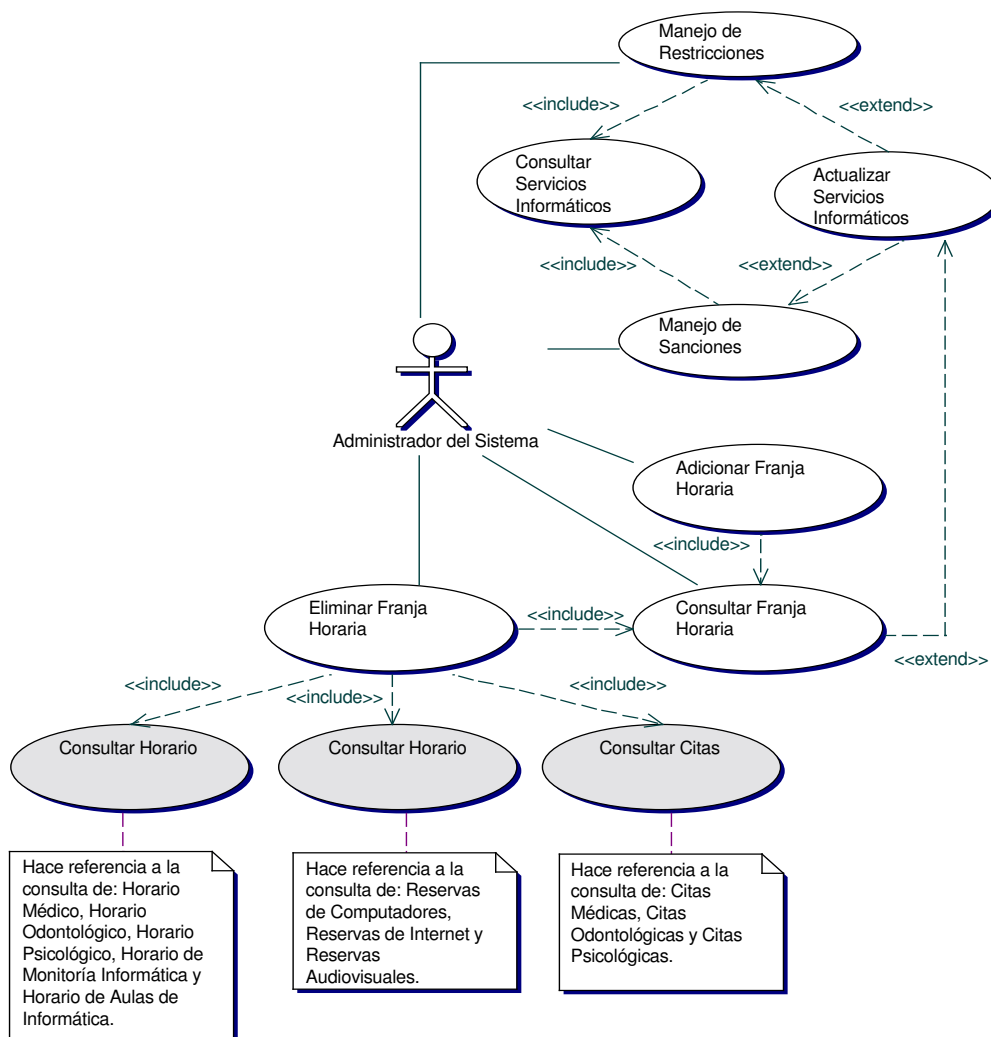 Manejo de
Restricciones
<<include>>
<<extend>>
Consultar
Servicios
Informáticos
Actualizar
Servicios
Informáticos
<<include>>
<<extend>>
Manejo de
Sanciones
Administrador del Sistema
Adicionar Franja
Horaria
<<include>>
Eliminar Franja
Horaria
<<include>>
Consultar Franja
Horaria
<<extend>>
<<include>>
<<include>>
<<include>>
Consultar Horario
Consultar Horario
Consultar Citas
Hace referencia a la
consulta de: Horario
Médico, Horario
Odontológico, Horario
Psicológico, Horario de
Monitoría Informática y
Horario de Aulas de
Informática.
Hace referencia a la
consulta de: Reservas
de Computadores,
Reservas de Internet y
Reservas
Audiovisuales.
Hace referencia a la
consulta de: Citas
Médicas, Citas
Odontológicas y Citas
Psicológicas.